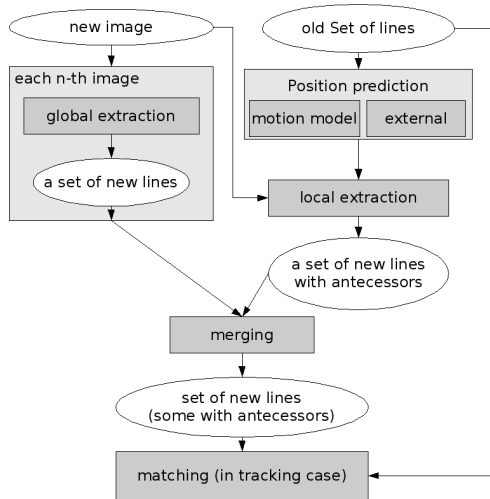 new image
old Set of lines
each n-th image
global extraction
a set of new lines
Position prediction
motion model
external
local extraction
a set of new lines
with antecessors
merging
set of new lines
(some with antecessors)
matching (in tracking case)